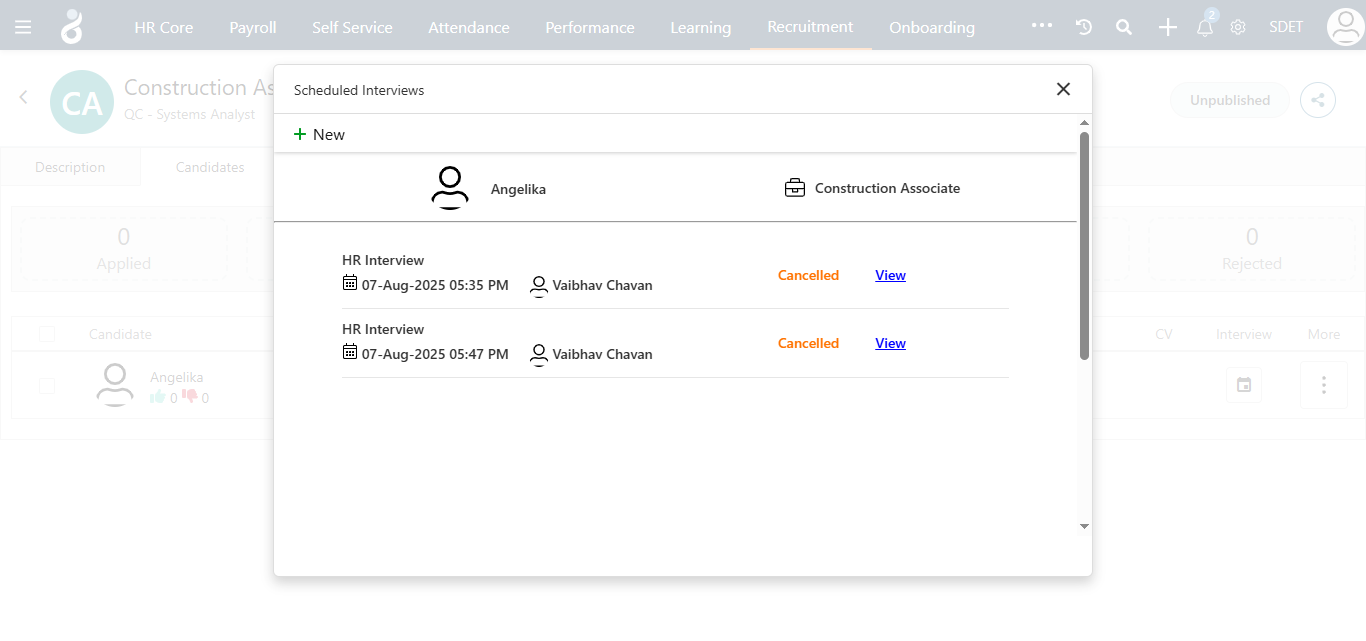 HR Core Payroll Self Service Attendance Performance Learning Recruitment Onboarding ••• 2 SDET
CA
Construction As
QC - Systems Analyst
Unpublished
Description Candidates
0
Applied
0
Rejected
Candidate CV Interview More
Angelika
0 0
Scheduled Interviews
+ New
Angelika Construction Associate
HR Interview
07-Aug-2025 05:35 PM Vaibhav Chavan Cancelled View
HR Interview
07-Aug-2025 05:47 PM Vaibhav Chavan Cancelled View